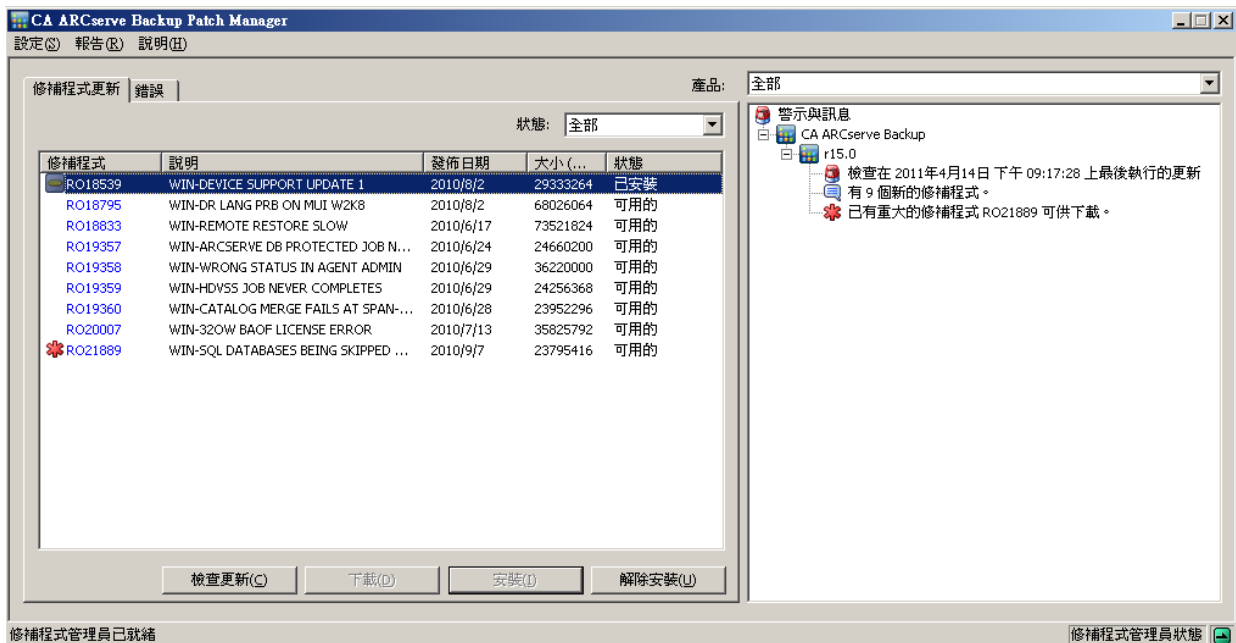 CA ARCserve Backup Patch Manager
設定(S) 報告(R) 說明(H)
修補程式更新 錯誤
產品: 全部
狀態: 全部
修補程式 說明 發佈日期 大小(... 狀態
RO18539 WIN-DEVICE SUPPORT UPDATE 1 2010/8/2 29333264 已安裝
RO18795 WIN-DR LANG PRB ON MUI W2K8 2010/8/2 68026064 可用的
RO18833 WIN-REMOTE RESTORE SLOW 2010/6/17 73521824 可用的
RO19357 WIN-ARCSERVE DB PROTECTED JOB N... 2010/6/24 24660200 可用的
RO19358 WIN-WRONG STATUS IN AGENT ADMIN 2010/6/29 36220000 可用的
RO19359 WIN-HDVSS JOB NEVER COMPLETES 2010/6/29 24256368 可用的
RO19360 WIN-CATALOG MERGE FAILS AT SPAN-... 2010/6/28 23952296 可用的
RO20007 WIN-32OW BAOF LICENSE ERROR 2010/7/13 35825792 可用的
RO21889 WIN-SQL DATABASES BEING SKIPPED ... 2010/9/7 23795416 可用的
檢查更新(C) 下載(D) 安裝(I) 解除安裝(U)
警示與訊息
CA ARCserve Backup
r15.0
檢查在 2011年4月14日 下午 09:17:28 上最後執行的更新
有 9 個新的修補程式。
已有重大的修補程式 RO21889 可供下載。
修補程式管理員已就緒
修補程式管理員狀態